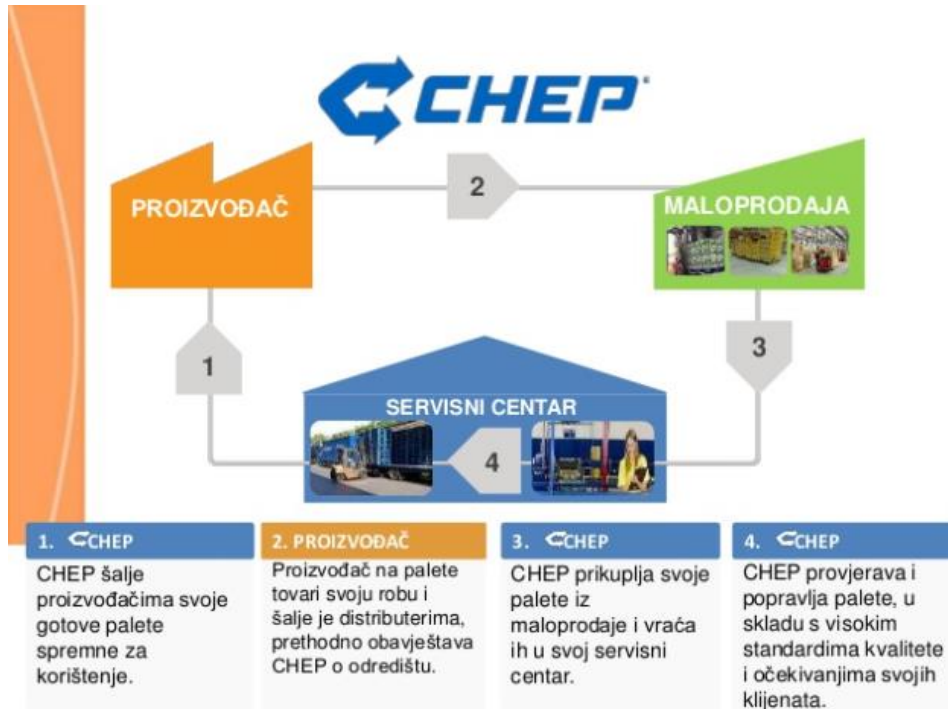 CHEP
PROIZVOĐAČ
2
MALOPRODAJA
1
3
SERVISNI CENTAR
4
1. CHEP
CHEP šalje
proizvođačima svoje
gotove palete
spremne za
korištenje.
2. PROIZVOĐAČ
Proizvođač na palete
tovari svoju robu i
šalje je distributerima,
prethodno obavještava
CHEP o odredištu.
3. CHEP
CHEP prikuplja svoje
palete iz
maloprodaje i vraća
ih u svoj servisni
centar.
4. CHEP
CHEP provjerava i
popravlja palete, u
skladu s visokim
standardima kvalitete
i očekivanjima svojih
klijenata.